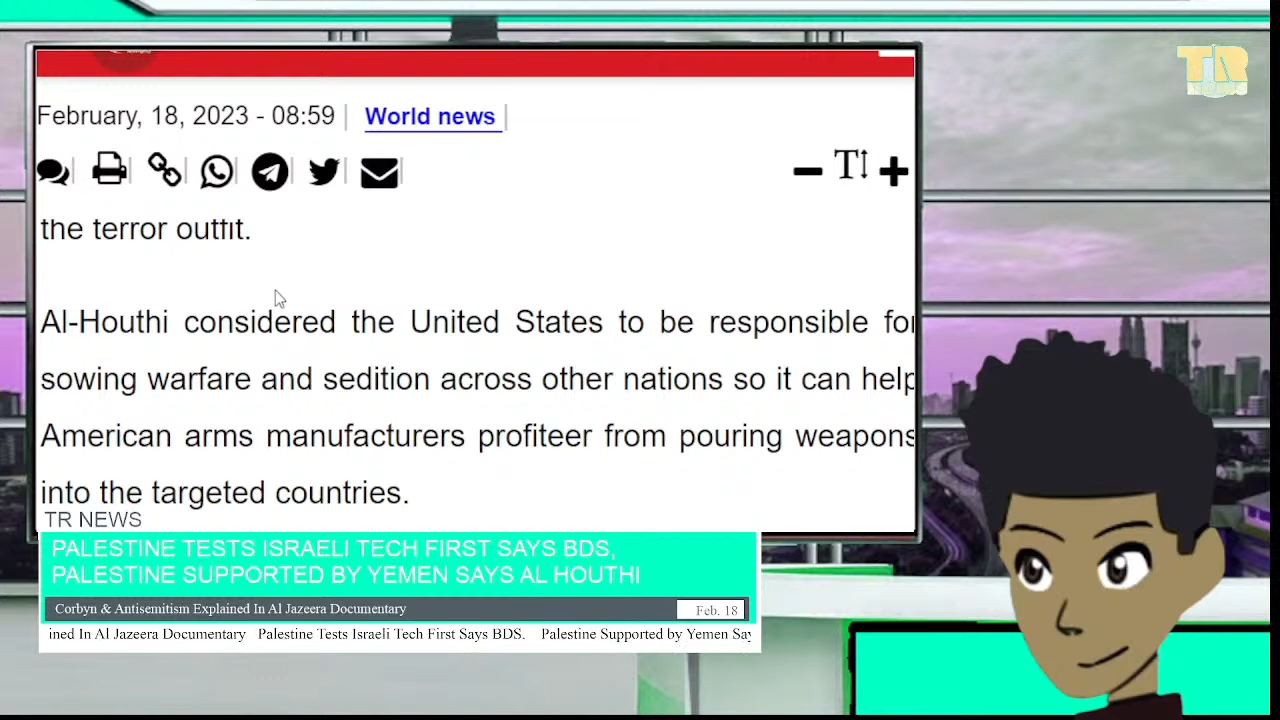 TR
February, 18, 2023 - 08:59 | World news |
T
the terror outfit.
Al-Houthi considered the United States to be responsible for
sowing warfare and sedition across other nations so it can help
American arms manufacturers profiteer from pouring weapons
into the targeted countries.
TR NEWS
PALESTINE TESTS ISRAELI TECH FIRST SAYS BDS,
PALESTINE SUPPORTED BY YEMEN SAYS AL HOUTHI
Corbyn & Antisemitism Explained In Al Jazeera Documentary
Feb. 18
ined In Al Jazeera Documentary Palestine Tests Israeli Tech First Says BDS. Palestine Supported by Yemen Say